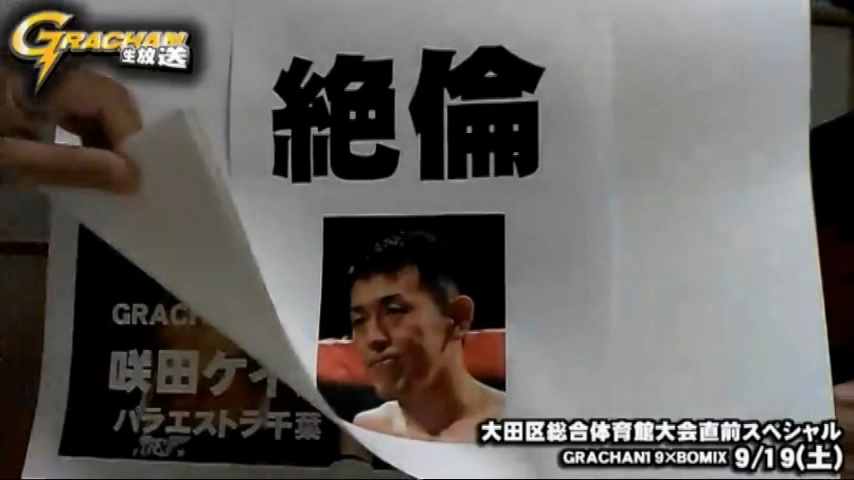 GRACHAN
生放送
絶倫
GRACH
咲田ケイ
パラエストラ千葉
大田区総合体育館大会直前スペシャル
GRACHAN19×BOMIX 9/19(土)